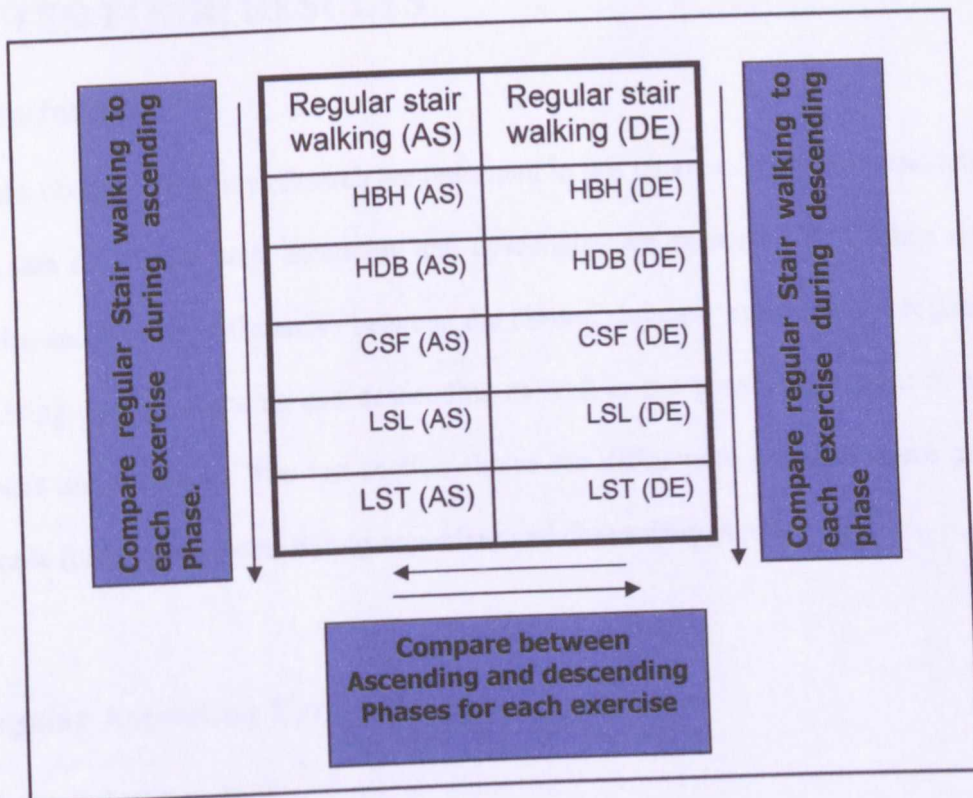 Compare regular Stair walking to
each exercise during ascending
Phase.
Regular stair
walking (AS)
Regular stair
walking (DE)
HBH (AS)
HBH (DE)
HDB (AS)
HDB (DE)
CSF (AS)
CSF (DE)
LSL (AS)
LSL (DE)
LST (AS)
LST (DE)
Compare regular Stair walking to
each exercise during descending
phase
Compare between
Ascending and descending
Phases for each exercise